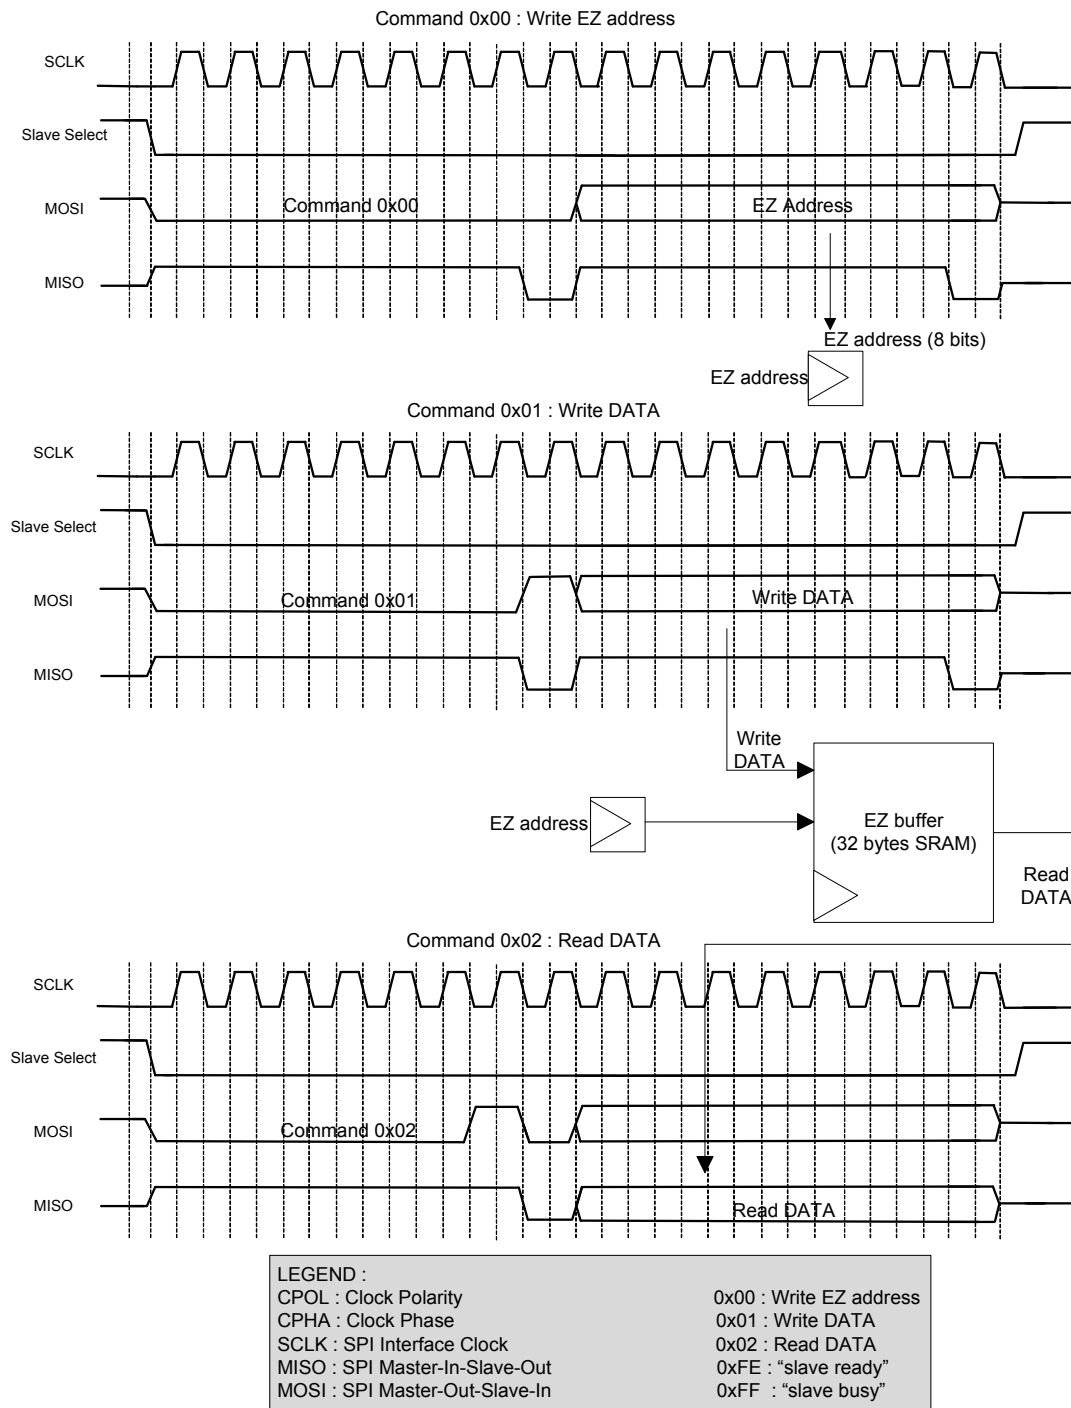 Command 0x00 : Write EZ address
SCLK
Slave Select
MOSI
Command 0x00
EZ Address
MISO
EZ address (8 bits)
EZ address
Command 0x01 : Write DATA
SCLK
Slave Select
MOSI
Command 0x01
Write DATA
MISO
Write
DATA
EZ address
EZ buffer
(32 bytes SRAM)
Read
DATA
Command 0x02 : Read DATA
SCLK
Slave Select
MOSI
Command 0x02
MISO
Read DATA
LEGEND :
CPOL : Clock Polarity
CPHA : Clock Phase
SCLK : SPI Interface Clock
MISO : SPI Master-In-Slave-Out
MOSI : SPI Master-Out-Slave-In
0x00 : Write EZ address
0x01 : Write DATA
0x02 : Read DATA
0xFE : “slave ready”
0xFF : “slave busy”